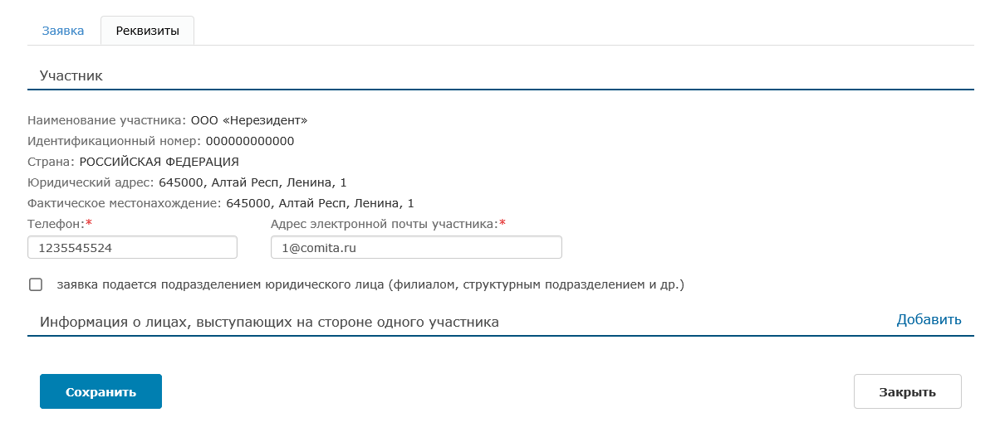 Заявка Реквизиты
Участник
Наименование участника: ООО «Нерезидент»
Идентификационный номер: 000000000000
Страна: РОССИЙСКАЯ ФЕДЕРАЦИЯ
Юридический адрес: 645000, Алтай Респ, Ленина, 1
Фактическое местонахождение: 645000, Алтай Респ, Ленина, 1
Телефон:* Адрес электронной почты участника:*
1235545524 1@comita.ru
заявка подается подразделением юридического лица (филиалом, структурным подразделением и др.)
Информация о лицах, выступающих на стороне одного участника Добавить
Сохранить Закрыть